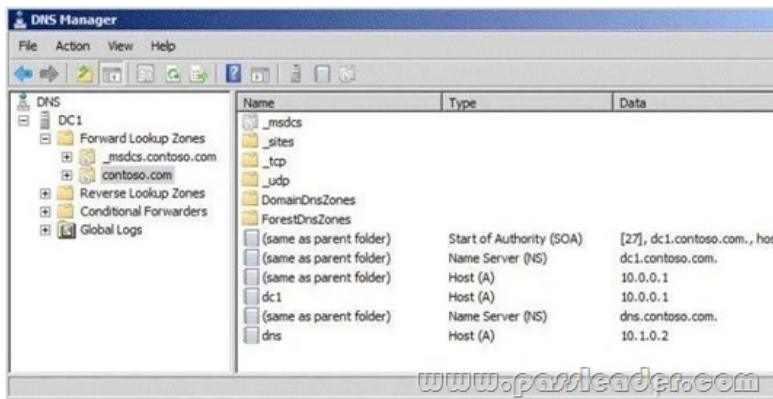 DNS Manager
File Action View Help
DNS
DC1
Forward Lookup Zones
_msdcs.contoso.com
contoso.com
Reverse Lookup Zones
Conditional Forwarders
Global Logs
Name Type Data
_msdcs
_sites
_tcp
_udp
DomainDnsZones
ForestDnsZones
(same as parent folder) Start of Authority (SOA) [27], dc1.contoso.com., hos
(same as parent folder) Name Server (NS) dc1.contoso.com.
(same as parent folder) Host (A) 10.0.0.1
dc1 Host (A) 10.0.0.1
(same as parent folder) Name Server (NS) dns.contoso.com.
dns Host (A) 10.1.0.2
www.passleader.com